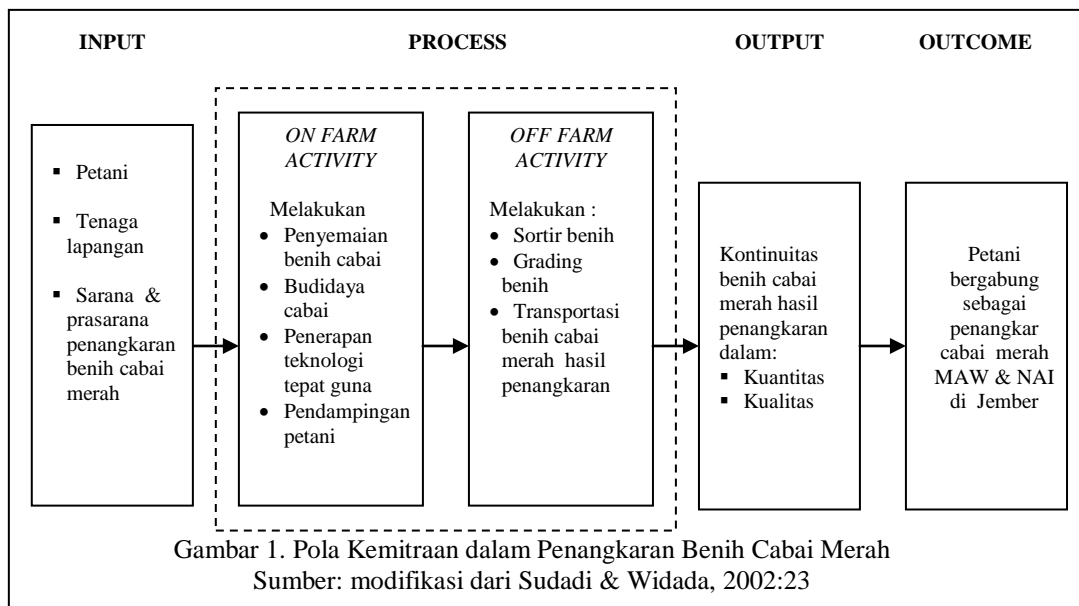 INPUT
PROCESS
OUTPUT
OUTCOME
▪ Petani
▪ Tenaga
lapangan
▪ Sarana &
prasarana
penangkaran
benih cabai
merah
ON FARM
ACTIVITY
Melakukan
• Penyemaian
benih cabai
• Budidaya
cabai
• Penerapan
teknologi
tepat guna
• Pendampingan
petani
OFF FARM
ACTIVITY
Melakukan :
• Sortir benih
• Grading
benih
• Transportasi
benih cabai
merah hasil
penangkaran
Kontinuitas
benih cabai
merah hasil
penangkaran
dalam:
▪ Kuantitas
▪ Kualitas
Petani
bergabung
sebagai
penangkar
cabai merah
MAW & NAI
di Jember
Gambar 1. Pola Kemitraan dalam Penangkaran Benih Cabai Merah
Sumber: modifikasi dari Sudadi & Widada, 2002:23